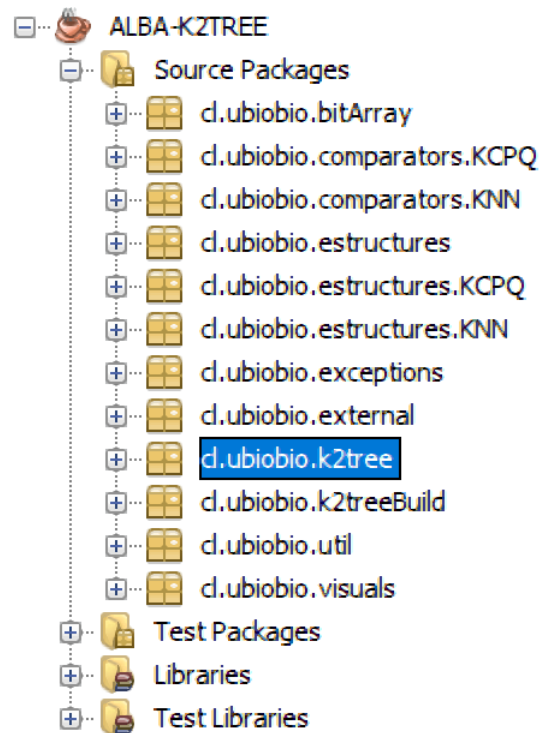 ALBA-K2TREE
Source Packages
cl.ubiobio.bitArray
cl.ubiobio.comparators.KCPQ
cl.ubiobio.comparators.KNN
cl.ubiobio.estructures
cl.ubiobio.estructures.KCPQ
cl.ubiobio.estructures.KNN
cl.ubiobio.exceptions
cl.ubiobio.external
cl.ubiobio.k2tree
cl.ubiobio.k2treeBuild
cl.ubiobio.util
cl.ubiobio.visuals
Test Packages
Libraries
Test Libraries